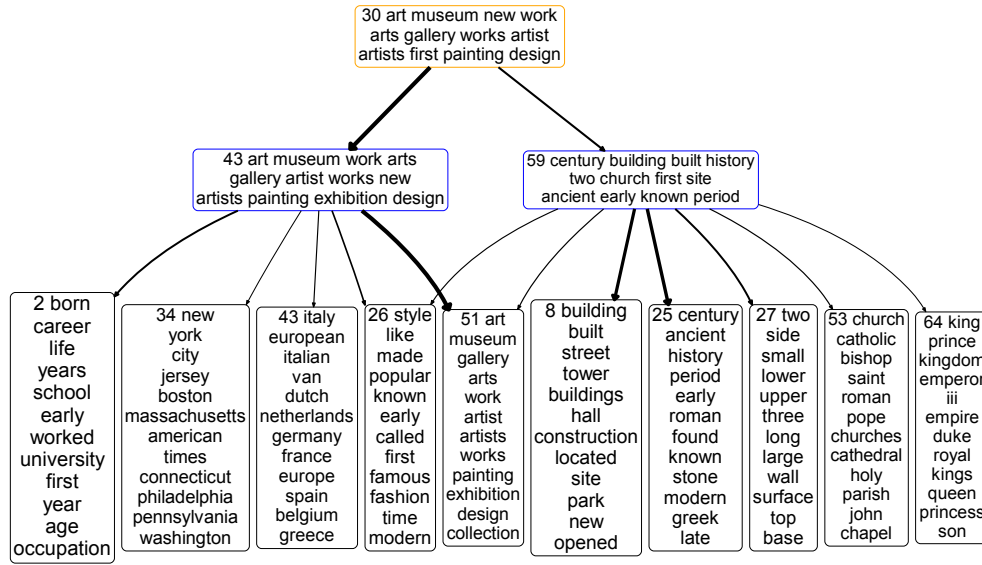 30 art museum new work
arts gallery works artist
artists first painting design
43 art museum work arts
gallery artist works new
artists painting exhibition design
59 century building built history
two church first site
ancient early known period
2 born
career
life
years
school
early
worked
university
first
year
age
occupation
34 new
york
city
jersey
boston
massachusetts
american
times
connecticut
philadelphia
pennsylvania
washington
43 italy
european
italian
van
dutch
netherlands
germany
france
europe
spain
belgium
greece
26 style
like
made
popular
known
early
called
first
famous
fashion
time
modern
51 art
museum
gallery
arts
work
artist
artists
works
painting
exhibition
design
collection
8 building
built
street
tower
buildings
hall
construction
located
site
park
new
opened
25 century
ancient
history
period
early
roman
found
known
stone
modern
greek
late
27 two
side
small
lower
upper
three
long
large
wall
surface
top
base
53 church
catholic
bishop
saint
roman
pope
churches
cathedral
holy
parish
john
chapel
64 king
prince
kingdom
emperor
iii
empire
duke
royal
kings
queen
princess
son